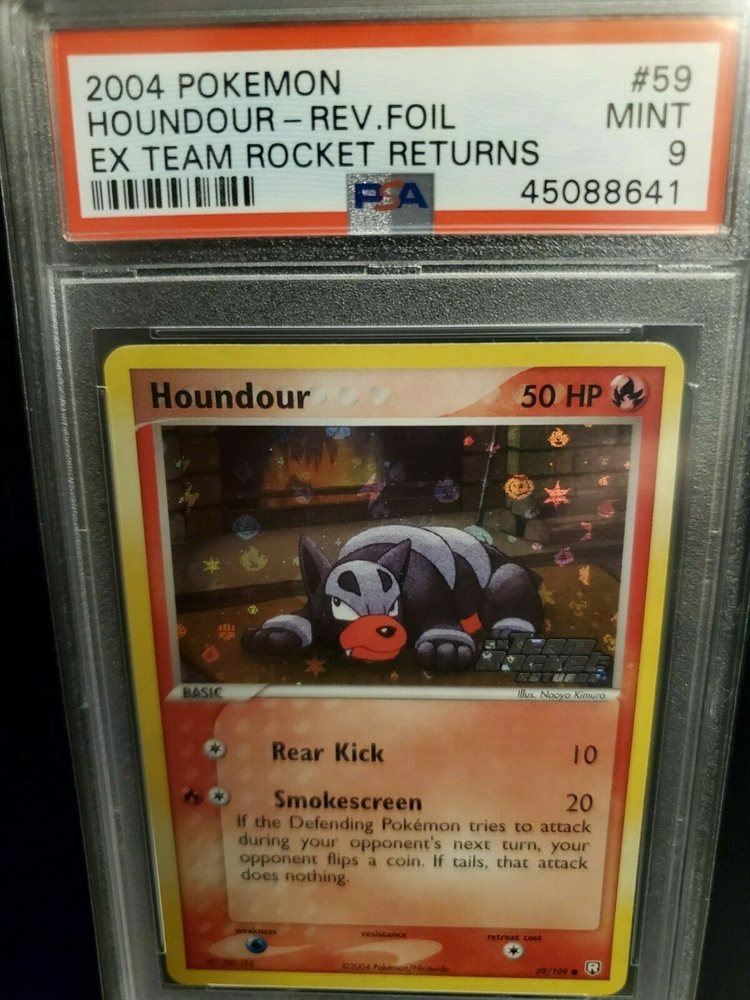 2004 POKEMON #59
HOUNDOUR – REV.FOIL MINT
EX TEAM ROCKET RETURNS 9
PSA 45088641
Houndour 50 HP
Team
Rocket
RETURNS
BASIC Illus. Naoyo Kimura
Rear Kick 10
Smokescreen 20
If the Defending Pokémon tries to attack
during your opponent's next turn, your
opponent flips a coin. If tails, that attack
does nothing.
weakness resistance retreat cost
©2004 Pokémon/Nintendo 59/109 ● R